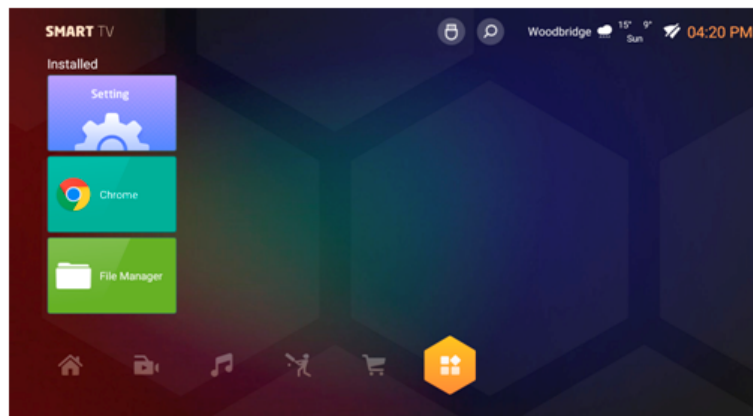 SMART TV
Woodbridge 15° 9° Sun 04:20 PM
Installed
Setting
Chrome
File Manager